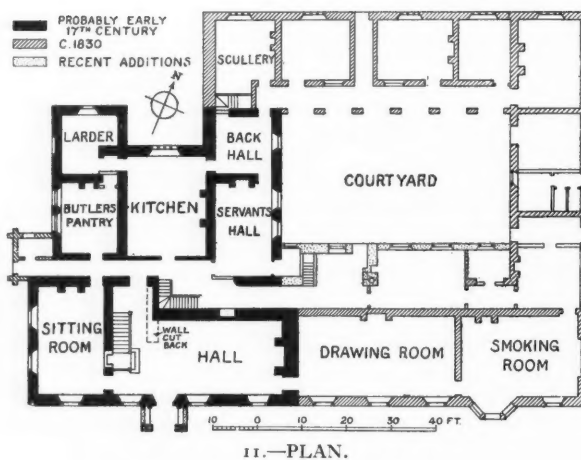 PROBABLY EARLY
17TH CENTURY
C.1830
RECENT ADDITIONS
N
SCULLERY
LARDER
BACK
HALL
COURTYARD
BUTLERS
PANTRY
KITCHEN
SERVANTS
HALL
SITTING
ROOM
WALL
CUT
BACK
HALL
DRAWING ROOM
SMOKING
ROOM
10 0 10 20 30 40 FT.
11.—PLAN.